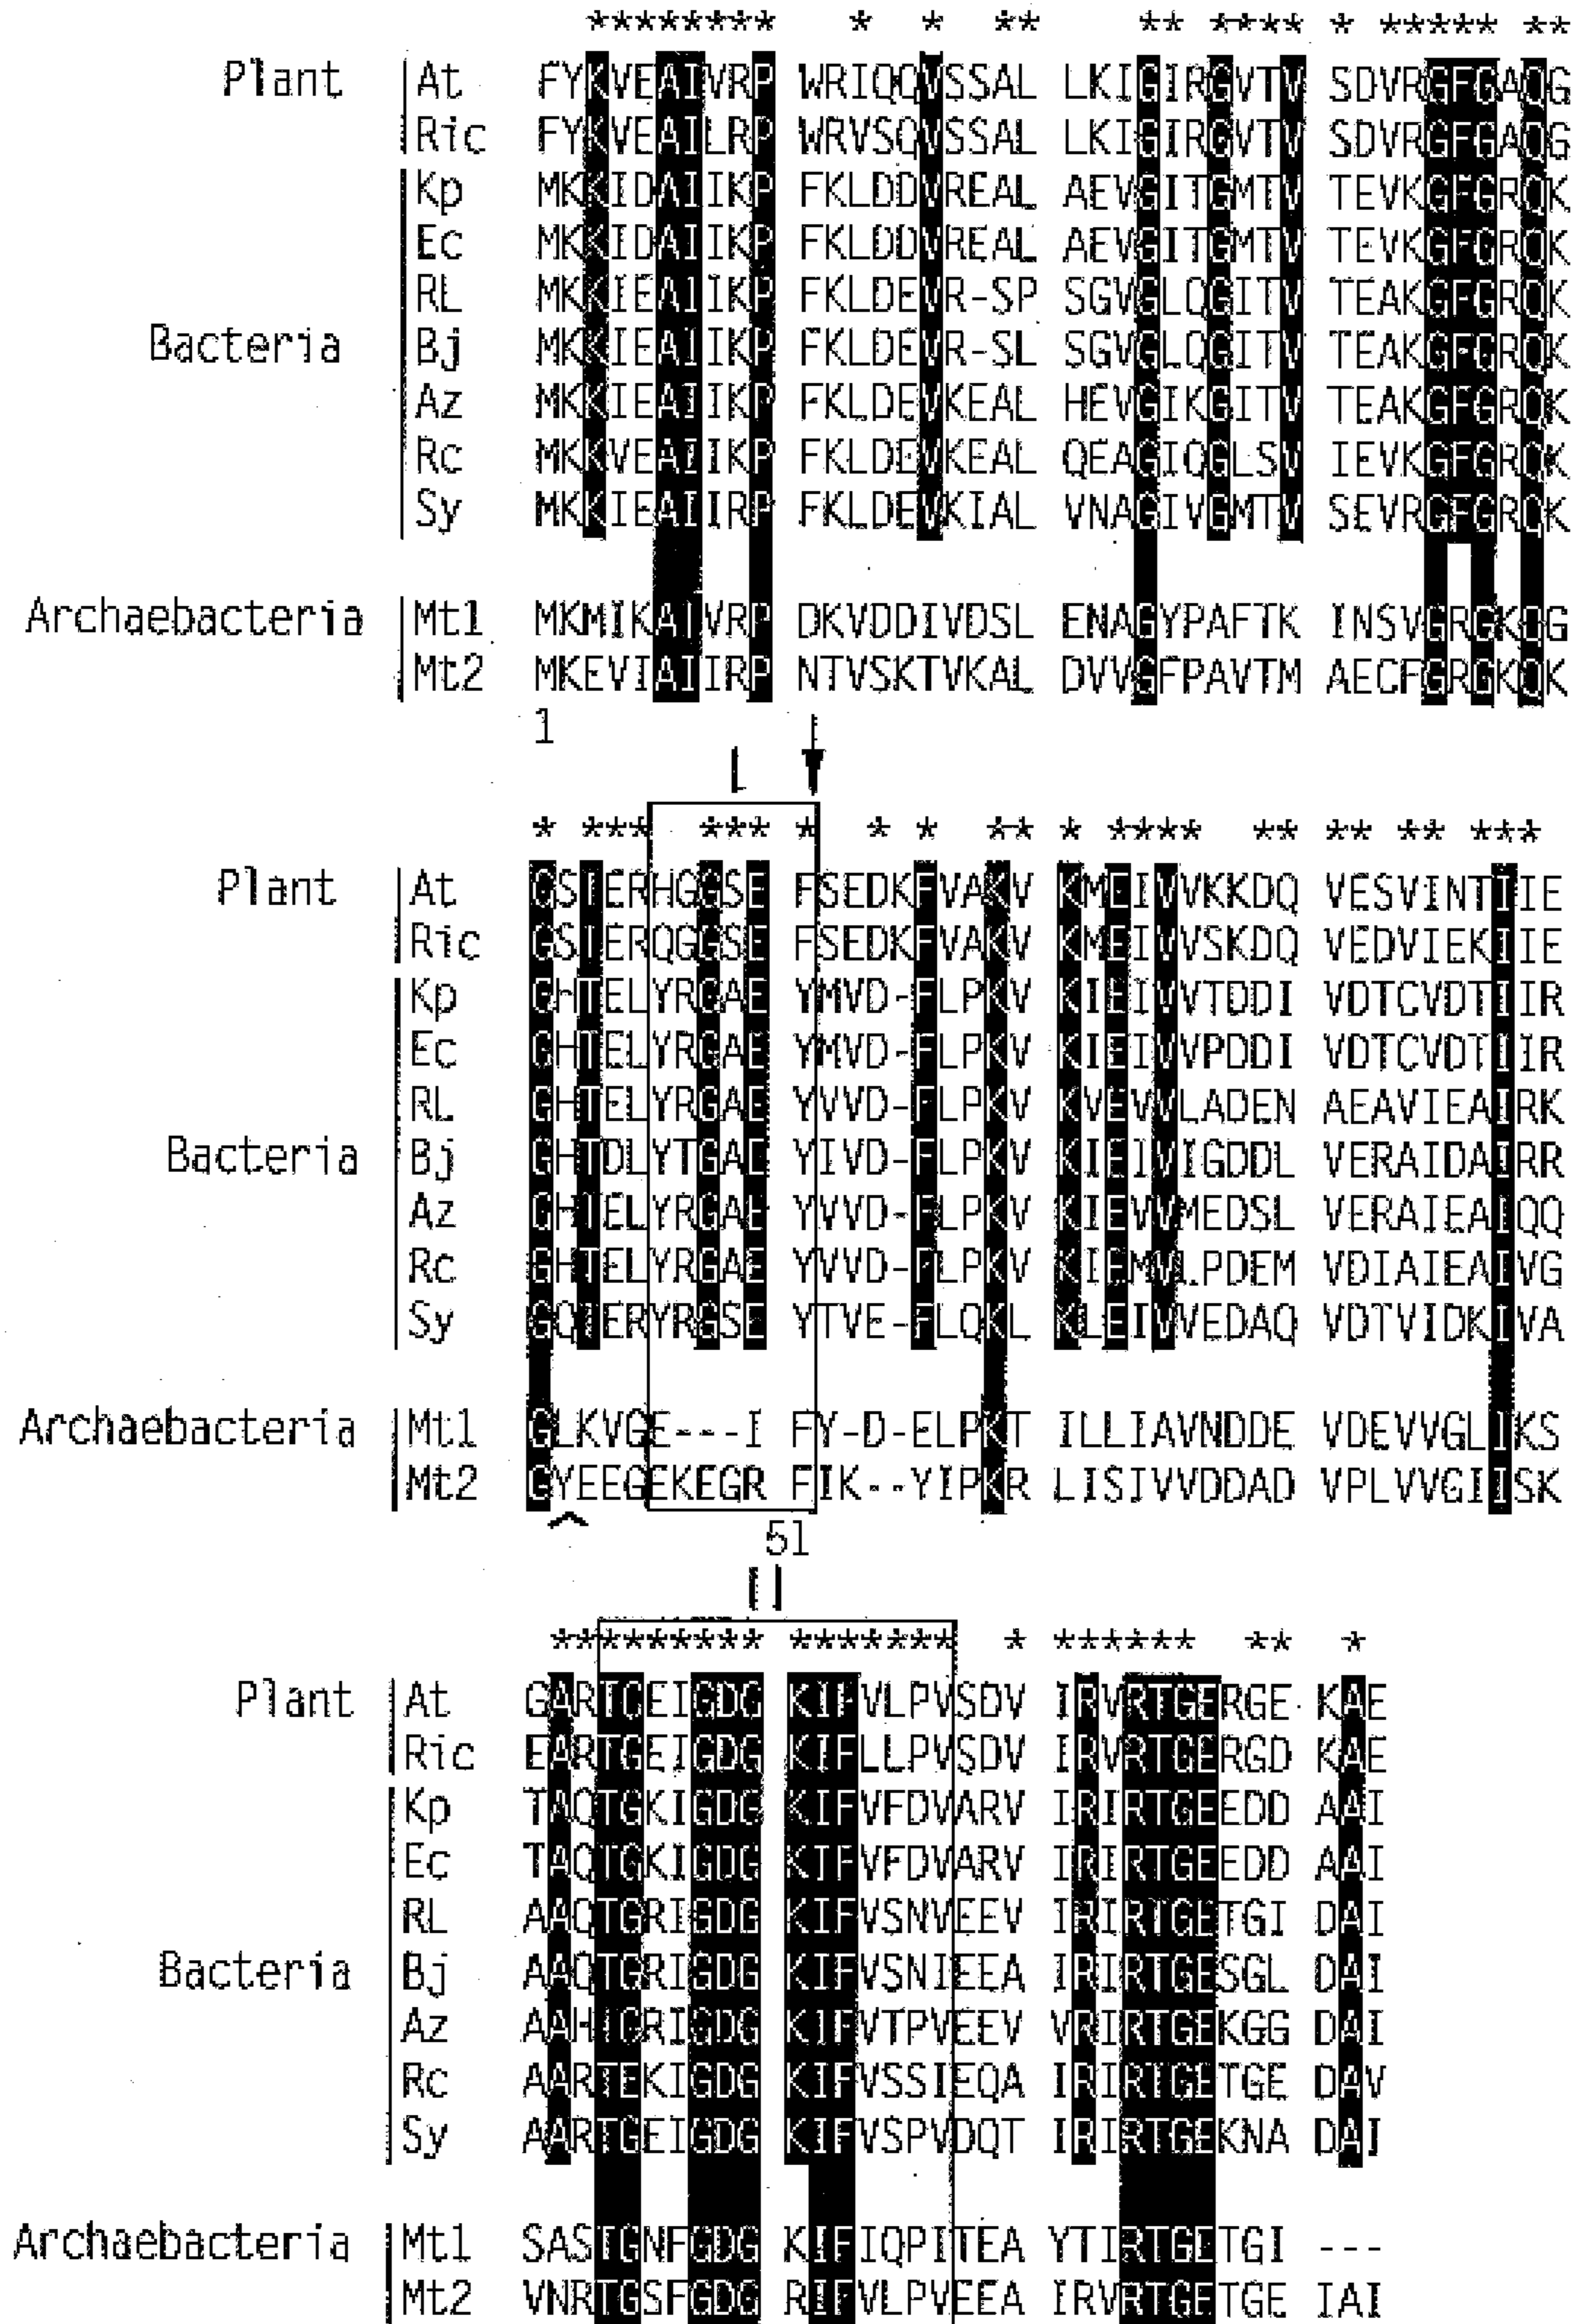 ******** * * ** ** **** * ***** **
Plant At FYKVEAIVRP WRIQQVSSAL LKIGIRGVTV SDVRGFGAQG
Ric FYKVEAILRP WRVSQVSSAL LKIGIRGVTV SDVRGFGAQG
Kp MKKIDAIIKP FKLDDVREAL AEVGITGMTV TEVKGFGRQK
Ec MKKIDAIIKP FKLDDVREAL AEVGITGMTV TEVKGFGRQK
RL MKKIEAIIKP FKLDEVR-SP SGVGLQGITV TEAKGFGRQK
Bacteria Bj MKKIEAIIKP FKLDEVR-SL SGVGLQGITV TEAKGFGRQK
Az MKKIEAIIKP FKLDEVKEAL HEVGIKGITV TEAKGFGRQK
Rc MKKVEAIIKP FKLDEVKEAL QEAGIQGLSV IEVKGFGRQK
Sy MKKIEAIIRP FKLDEVKIAL VNAGIVGMTV SEVRGFGRQK
Archaebacteria Mt1 MKMIKAIVRP DKVDDIVDSL ENAGYPAFTK INSVGRGKQG
Mt2 MKEVIAIIRP NTVSKTVKAL DVVGFPAVTM AECFGRGKQK
1
* *** *** * * * ** * **** ** ** ** ***
Plant At GSTERHGGSE FSEDKFVAKV KMEIVVKKDQ VESVINTIIE
Ric GSTERQGGSE FSEDKFVAKV KMEIVVSKDQ VEDVIEKIIE
Kp GHTELYRGAE YMVD-FLPKV KIEIVVTDDI VDTCVDTIIR
Ec GHTELYRGAE YMVD-FLPKV KIEIVVPDDI VDTCVDTIIR
RL GHTELYRGAE YVVD-FLPKV KVEVVLADEN AEAVIEAIRK
Bacteria Bj GHTDLYTGAE YIVD-FLPKV KIEIVIGDDL VERAIDAIRR
Az GHTELYRGAE YVVD-FLPKV KIEVVMEDSL VERAIEAIQQ
Rc GHTELYRGAE YVVD-FLPKV KIEMVLPDEM VDIAIEAIVG
Sy GQTERYRGSE YTVE-FLQKL KLEIVVEDAQ VDTVIDKIVA
Archaebacteria Mt1 GLKVGE---I FY-D-ELPKT ILLIAVNDDE VDEVVGLIKS
Mt2 GYEEGEKEGR FIK--YIPKR LISIVVDDAD VPLVVGIISK
^
51
********* ******* * ****** ** *
Plant At GARTGEIGDG KIFVLPVSDV IRVRTGERGE KAE
Ric EARTGEIGDG KIFLLPVSDV IRVRTGERGD KAE
Kp TAQTGKIGDG KIFVFDVARV IRIRTGEEDD AAI
Ec TAQTGKIGDG KIFVFDVARV IRIRTGEEDD AAI
RL AAQTGRIGDG KIFVSNVEEV IRIRTGETGI DAI
Bacteria Bj AAQTGRIGDG KIFVSNIEEA IRIRTGESGL DAI
Az AAHTGRIGDG KIFVTPVEEV VRIRTGEKGG DAI
Rc AARTEKIGDG KIFVSSIEQA IRIRTGETGE DAV
Sy AARTGEIGDG KIFVSPVDQT IRIRTGEKNA DAI
Archaebacteria Mt1 SASTGNFGDG KIFIQPITEA YTIRTGETGI ---
Mt2 VNRTGSFGDG RIFVLPVEEA IRVRTGETGE IAI